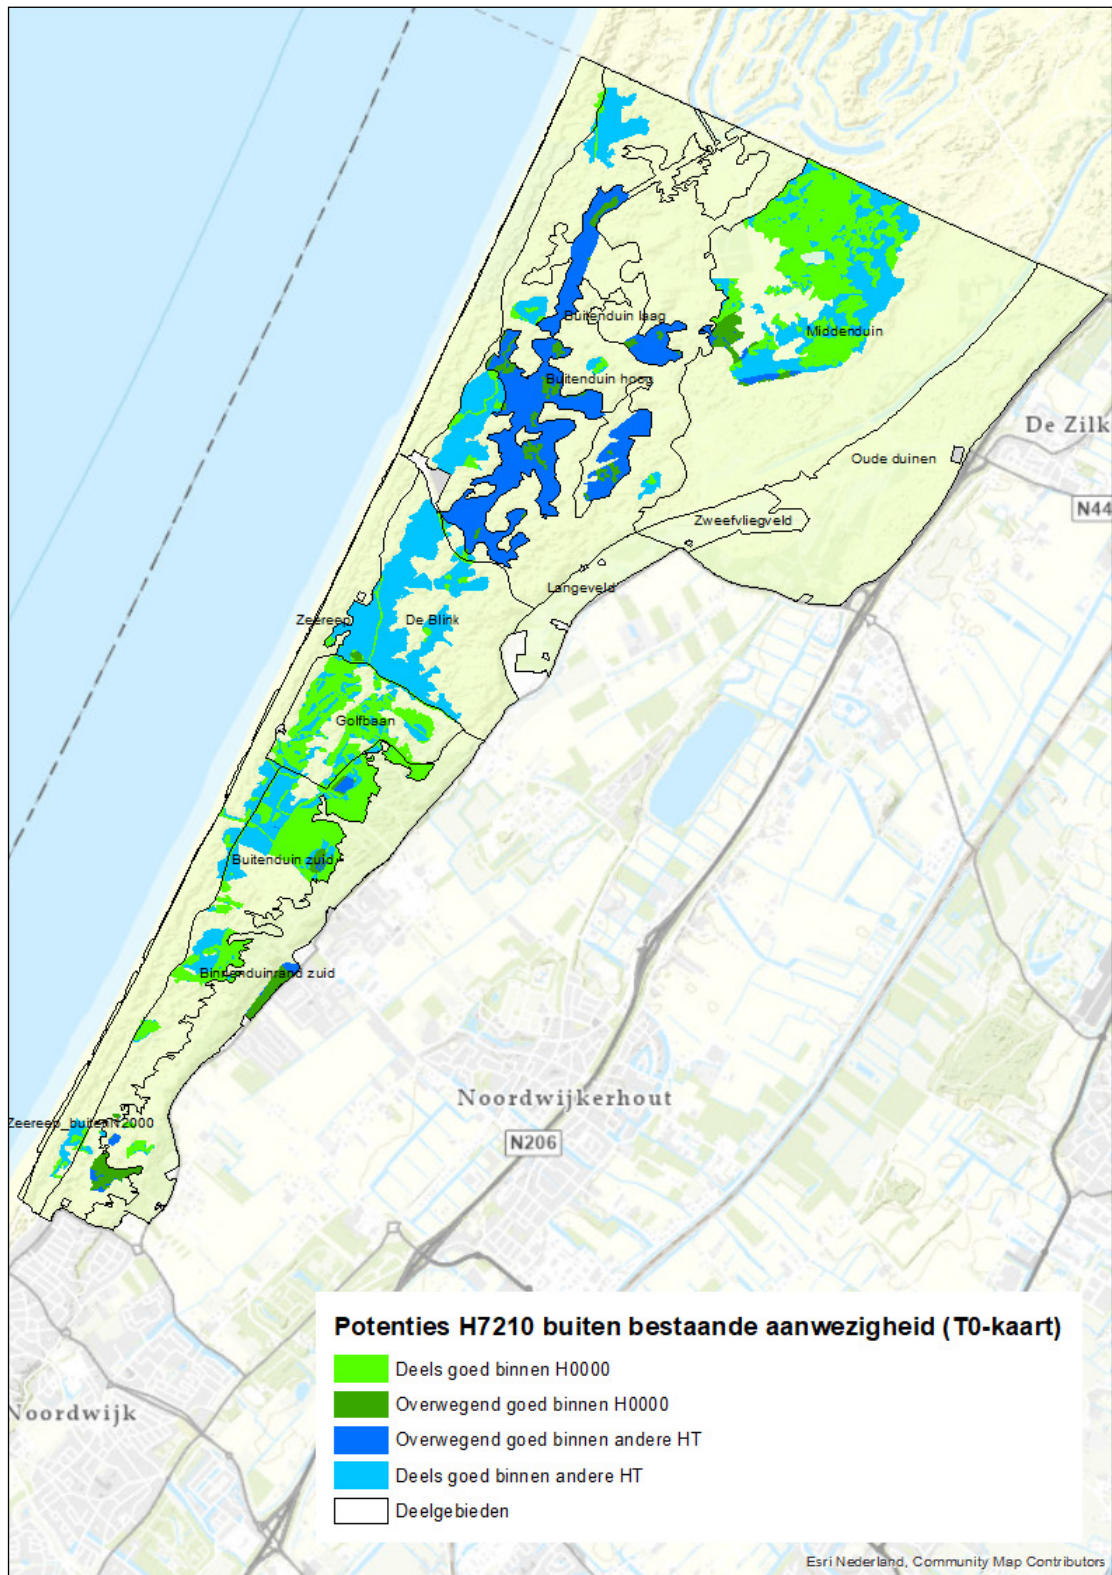 Buitenduin laag
Middenduin
Buitenduin hoog
De Zilk
Oude duinen
N44
Zweefvliegveld
Langeveld
Zeereep
De Blink
Golfbaan
Buitenduin zuid
Binnenduinrand zuid
Noordwijkerhout
Zeereep_buitenN2000
N206
Potenties H7210 buiten bestaande aanwezigheid (T0-kaart)
Deels goed binnen H0000
Overwegend goed binnen H0000
Noordwijk
Overwegend goed binnen andere HT
Deels goed binnen andere HT
Deelgebieden
Esri Nederland, Community Map Contributors